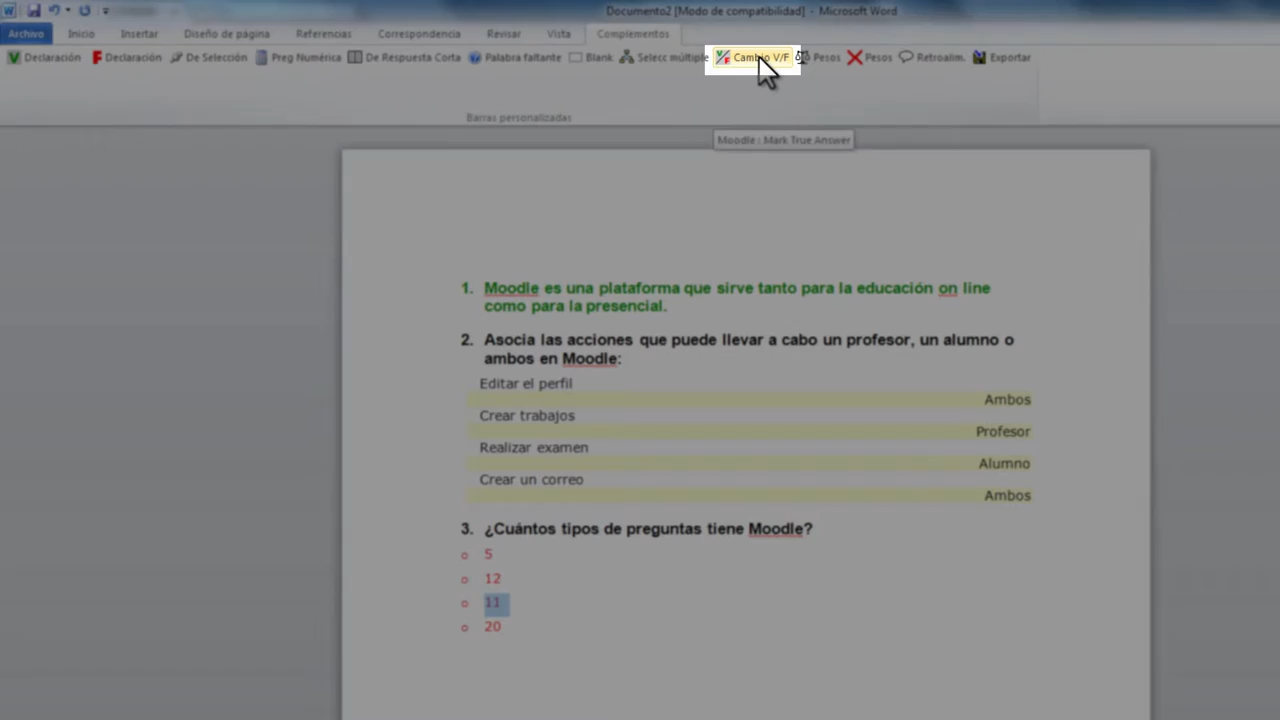 Documento2 [Modo de compatibilidad] - Microsoft Word
Archivo Inicio Insertar Diseño de página Referencias Correspondencia Revisar Vista Complementos
V Declaración F Declaración De Selección Preg Numérica De Respuesta Corta Palabra faltante Blank Selecc múltiple Cambio V/F Pesos Pesos Retroalim. Exportar
Barras personalizadas
Moodle : Mark True Answer
1. Moodle es una plataforma que sirve tanto para la educación on line
como para la presencial.
2. Asocia las acciones que puede llevar a cabo un profesor, un alumno o
ambos en Moodle:
Editar el perfil
Ambos
Crear trabajos
Profesor
Realizar examen
Alumno
Crear un correo
Ambos
3. ¿Cuántos tipos de preguntas tiene Moodle?
o 5
o 12
o 11
o 20